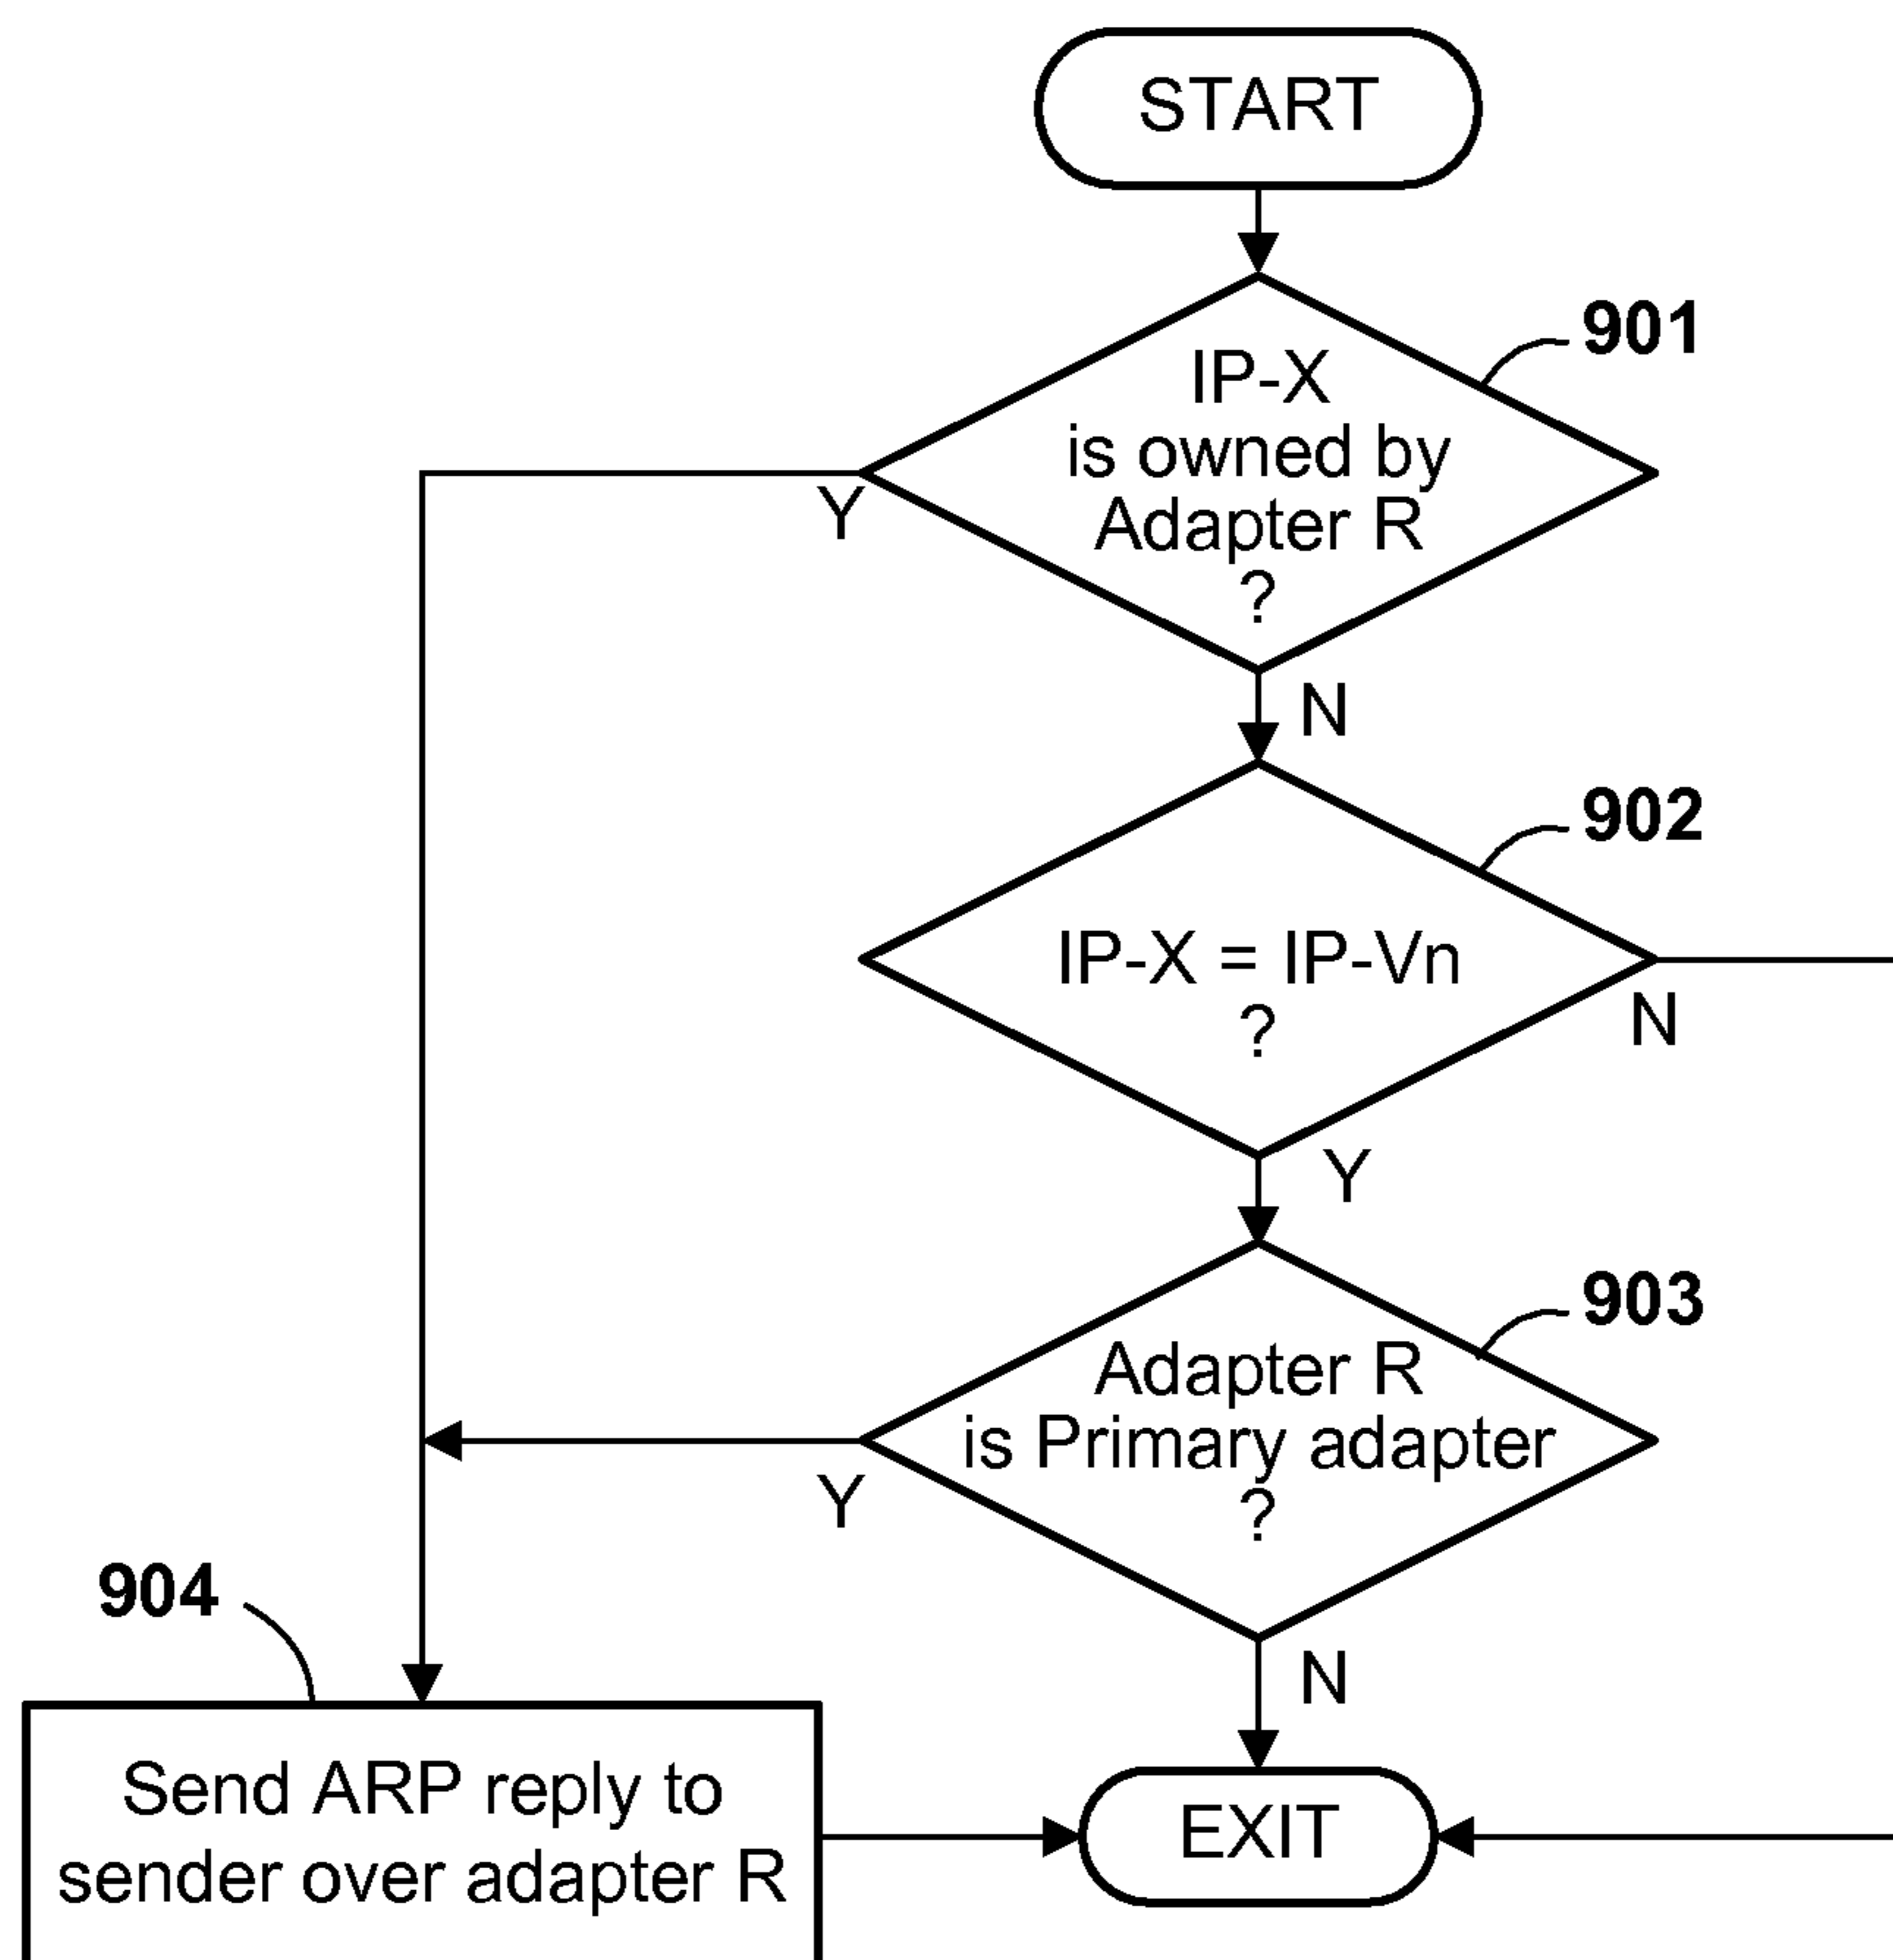 START
901
IP-X
is owned by
Adapter R
?
Y
N
902
IP-X = IP-Vn
?
N
Y
903
Adapter R
is Primary adapter
?
Y
904
N
Send ARP reply to
sender over adapter R
EXIT